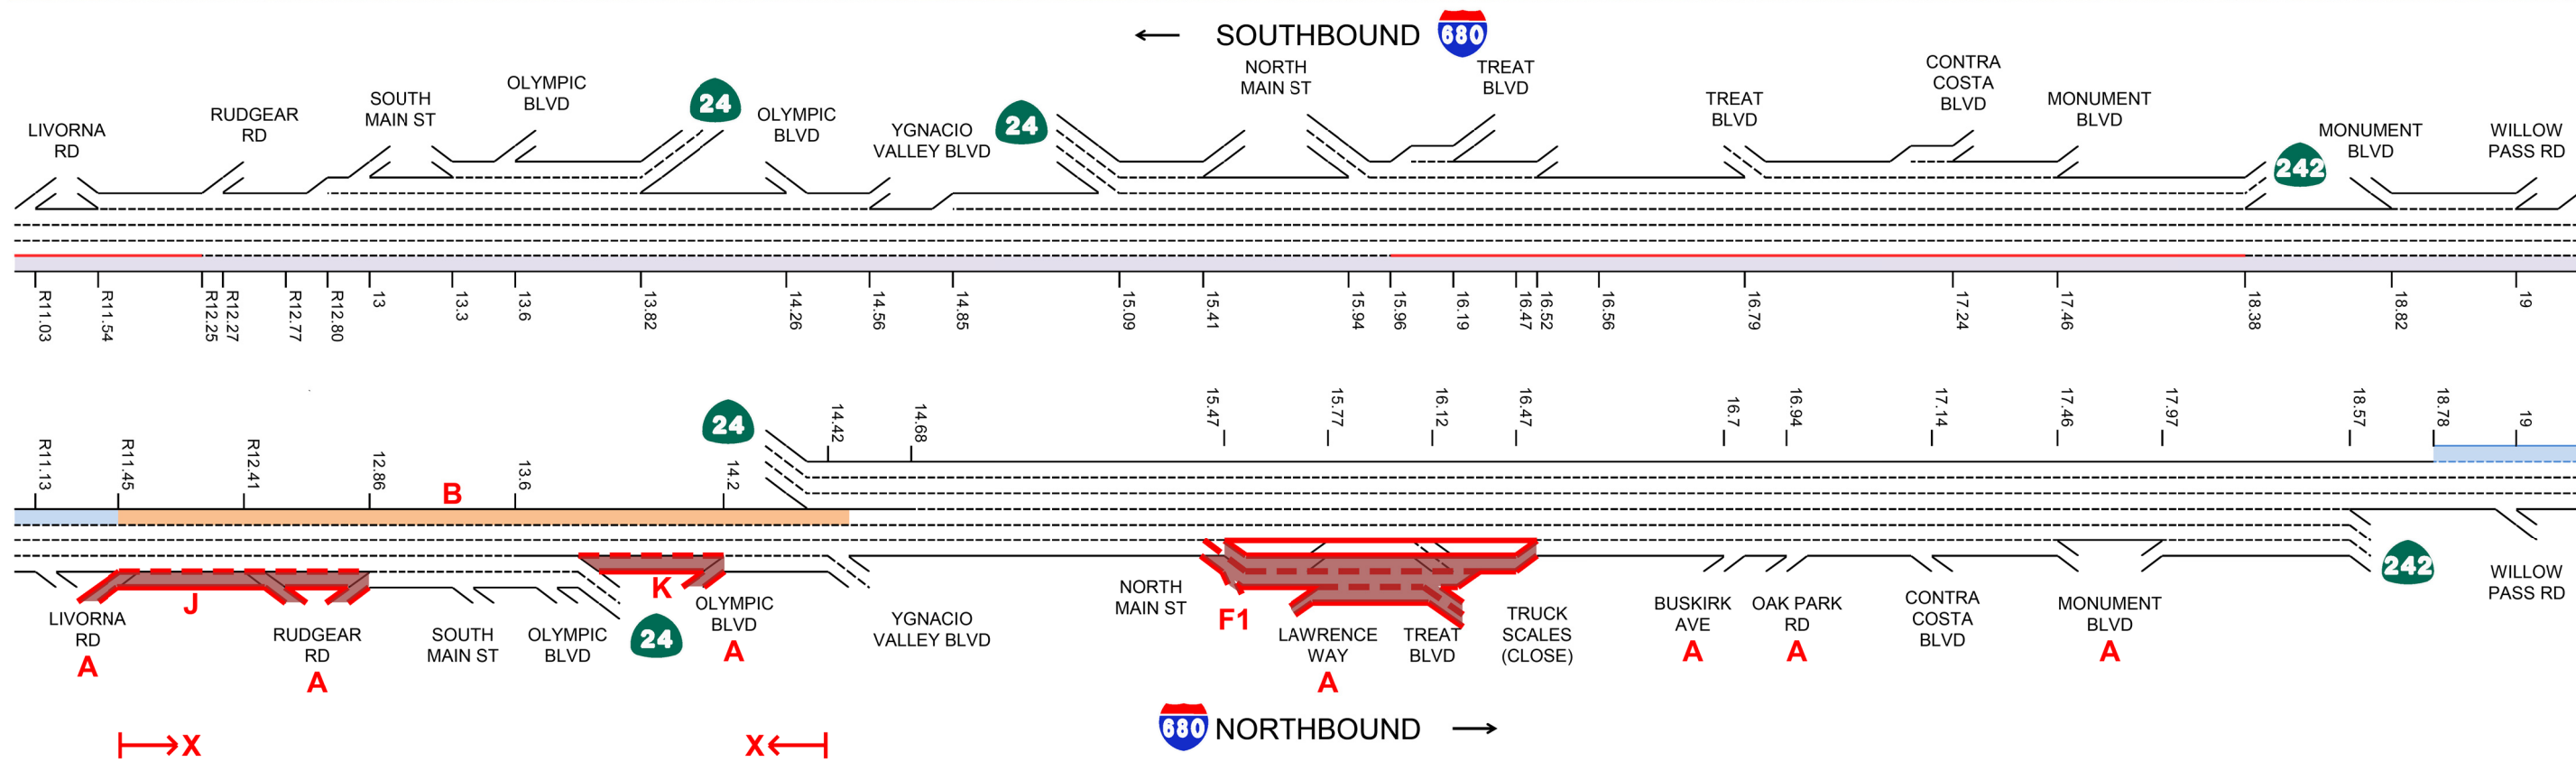 SOUTHBOUND 680
LIVORNA
RD
RUDGEAR
RD
SOUTH
MAIN ST
OLYMPIC
BLVD
24
OLYMPIC
BLVD
YGNACIO
VALLEY BLVD
24
NORTH
MAIN ST
TREAT
BLVD
TREAT
BLVD
CONTRA
COSTA
BLVD
MONUMENT
BLVD
242
MONUMENT
BLVD
WILLOW
PASS RD
R11.03
R11.54
R12.25
R12.27
R12.77
R12.80
13
13.3
13.6
13.82
14.26
14.56
14.85
15.09
15.41
15.94
15.96
16.19
16.47
16.52
16.56
16.79
17.24
17.46
18.38
18.82
19
R11.13
R11.45
R12.41
12.86
B
13.6
14.2
24
14.42
14.68
15.47
15.77
16.12
16.47
16.7
16.94
17.14
17.46
17.97
18.57
18.78
19
LIVORNA
RD
A
J
RUDGEAR
RD
A
SOUTH
MAIN ST
OLYMPIC
BLVD
24
K
OLYMPIC
BLVD
A
YGNACIO
VALLEY BLVD
NORTH
MAIN ST
F1
LAWRENCE
WAY
A
TREAT
BLVD
TRUCK
SCALES
(CLOSE)
BUSKIRK
AVE
A
OAK PARK
RD
A
CONTRA
COSTA
BLVD
MONUMENT
BLVD
A
242
WILLOW
PASS RD
X
X
680 NORTHBOUND